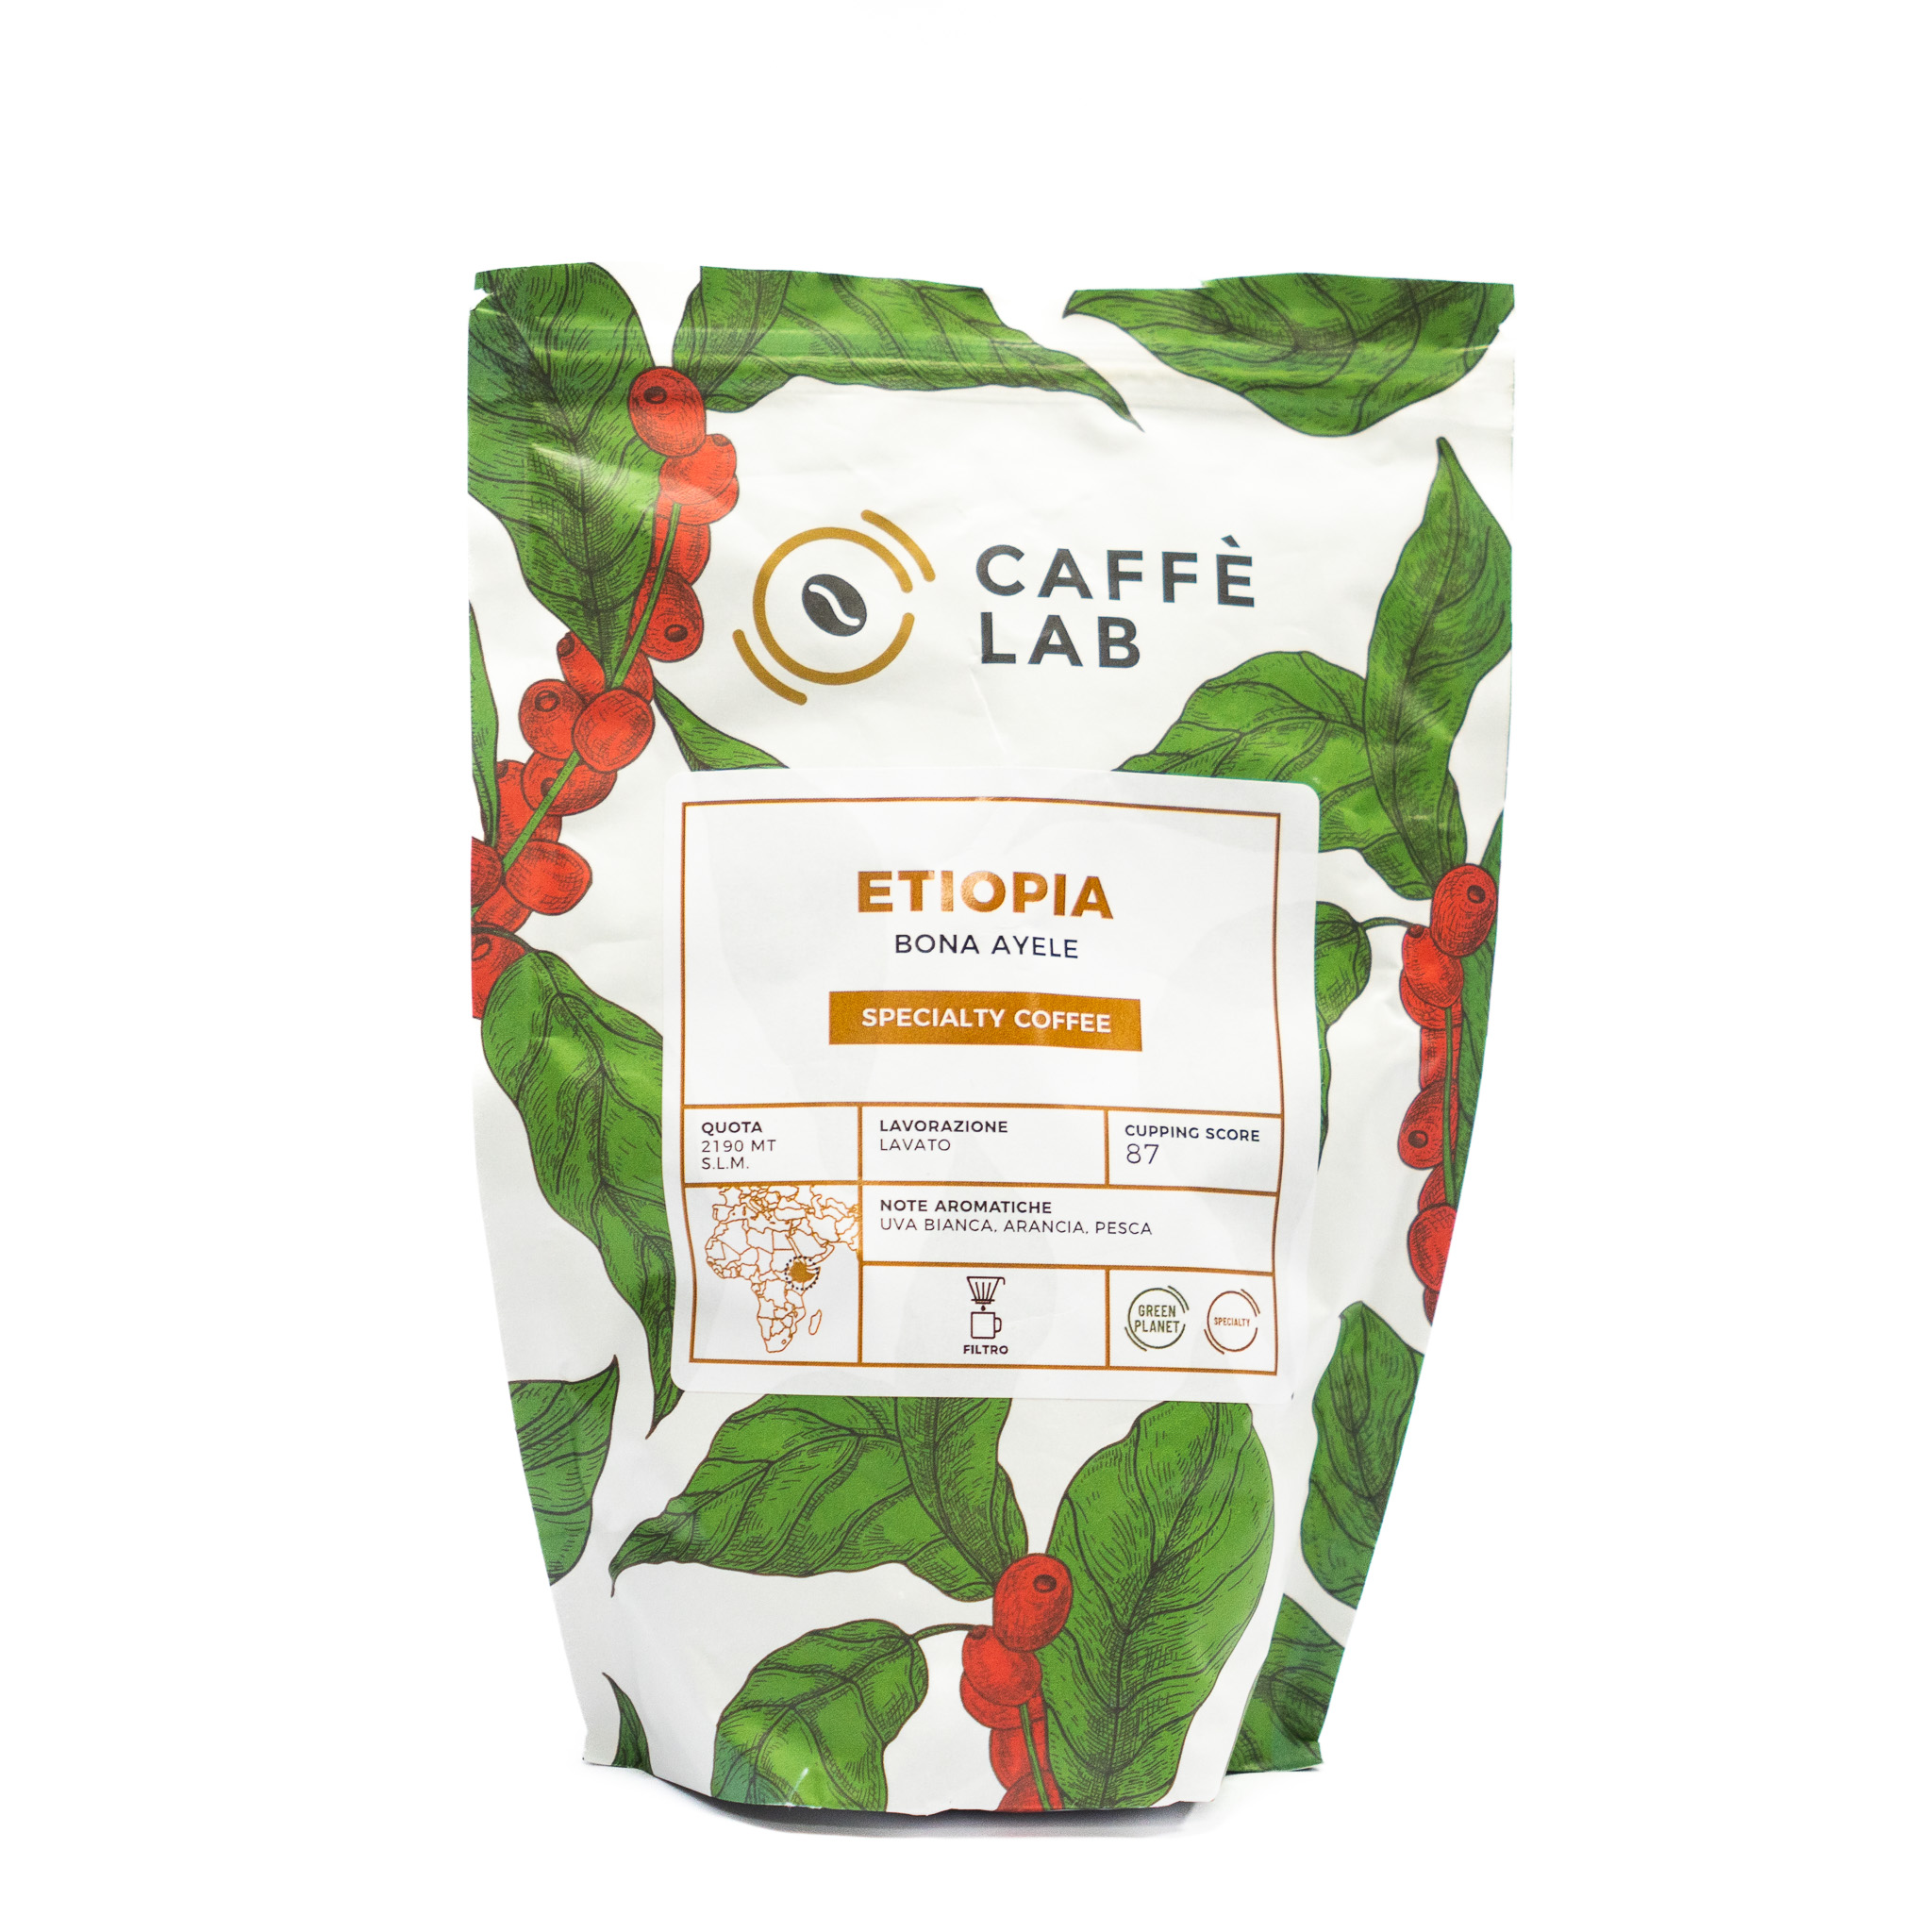 CAFFÈ
LAB
ETIOPIA
BONA AYELE
SPECIALTY COFFEE
QUOTA
2190 MT
S.L.M.
LAVORAZIONE
LAVATO
CUPPING SCORE
87
NOTE AROMATICHE
UVA BIANCA, ARANCIA, PESCA
FILTRO
GREEN
PLANET
SPECIALTY